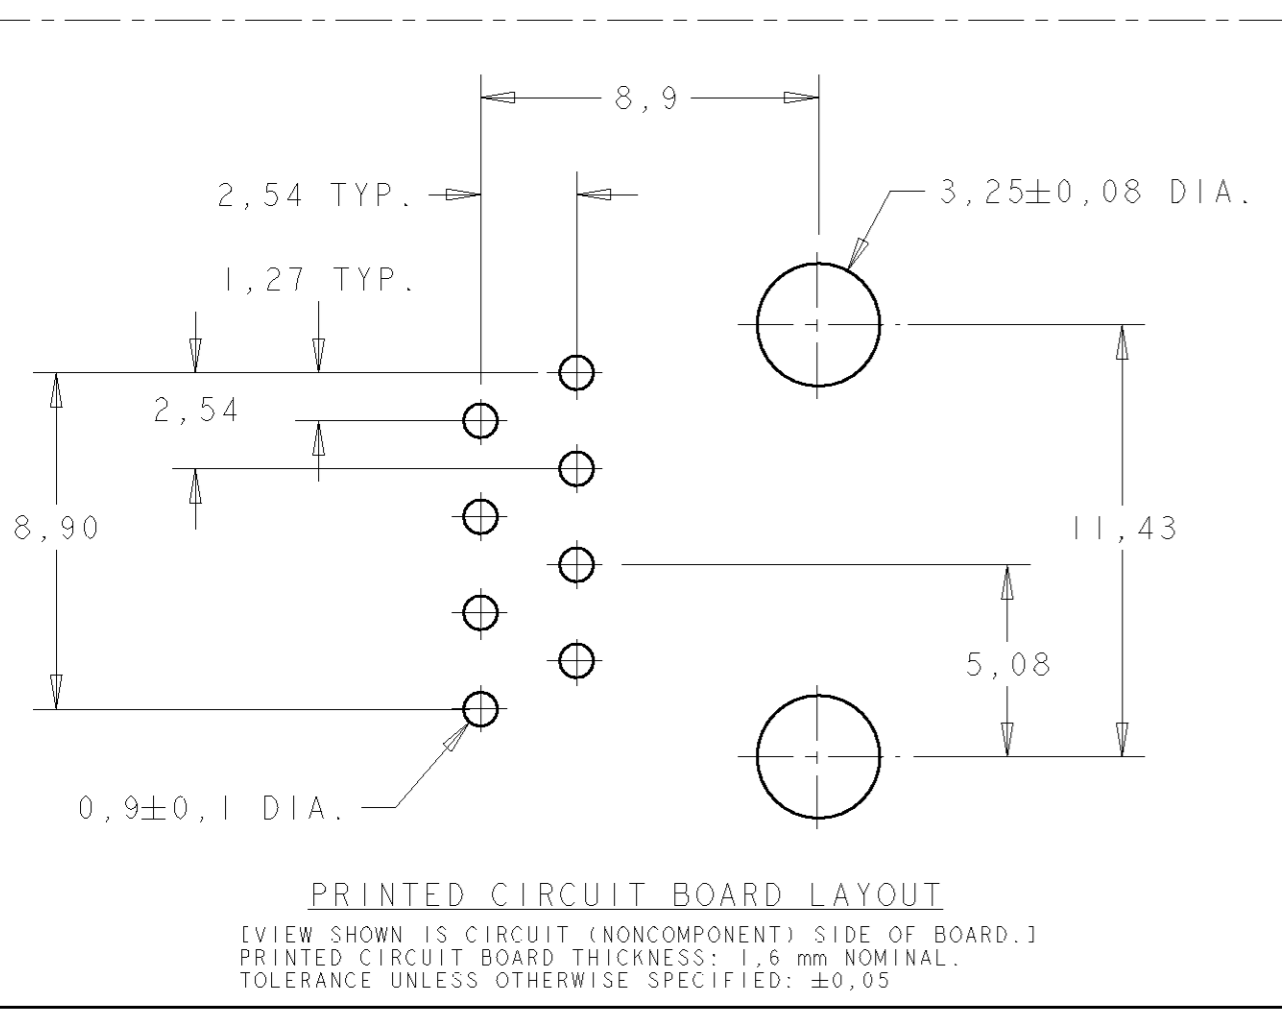 8,9
2,54 TYP.
3,25±0,08 DIA.
1,27 TYP.
2,54
8,90
11,43
5,08
0,9±0,1 DIA.
PRINTED CIRCUIT BOARD LAYOUT
[VIEW SHOWN IS CIRCUIT (NONCOMPONENT) SIDE OF BOARD.]
PRINTED CIRCUIT BOARD THICKNESS: 1,6 mm NOMINAL.
TOLERANCE UNLESS OTHERWISE SPECIFIED: ±0,05